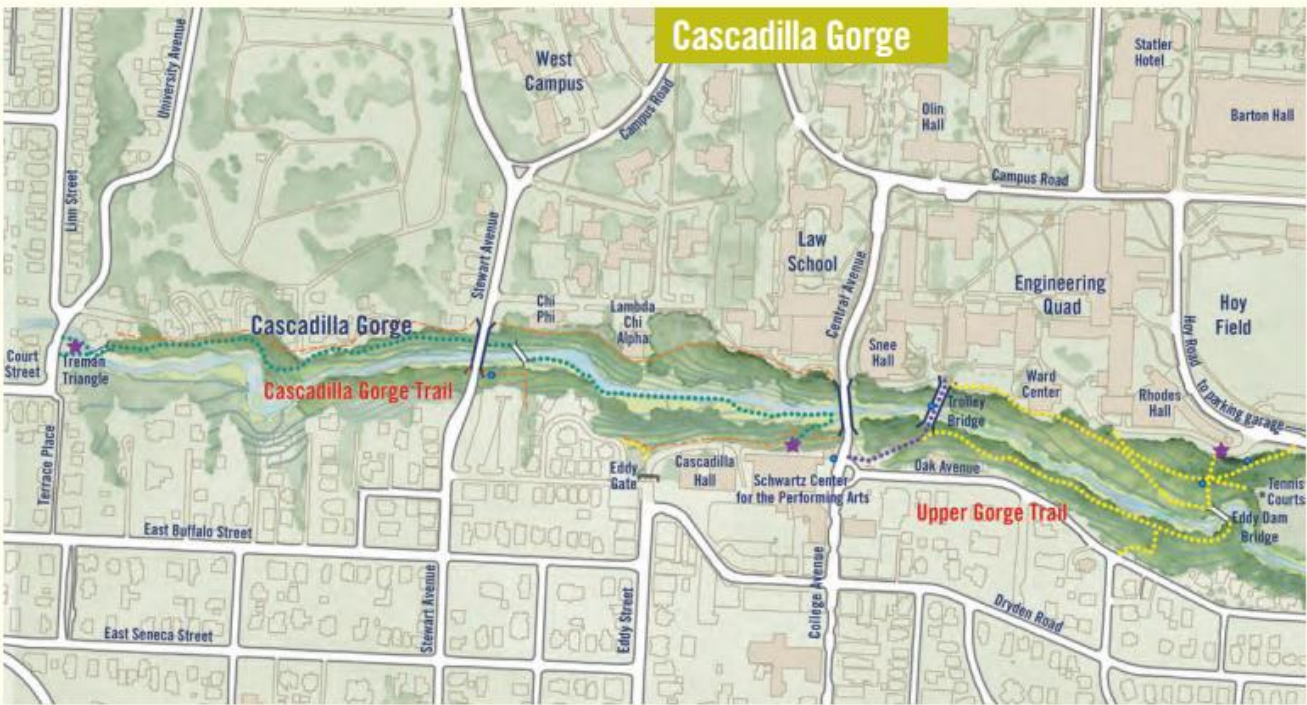 Cascadilla Gorge
University Avenue
West
Campus
Campus Road
Statler
Hotel
Olin
Hall
Barton Hall
Linn Street
Campus Road
Stewart Avenue
Law
School
Central Avenue
Engineering
Quad
Hoy
Field
Hoy Road
To parking garage
Chi
Phi
Lambda
Chi
Alpha
Cascadilla Gorge
Snee
Hall
Court
Street
Treman
Triangle
Cascadilla Gorge Trail
Ward
Center
Trolley
Bridge
Rhodes
Hall
Terrace Place
Eddy
Gate
Cascadilla
Hall
Schwartz Center
for the Performing Arts
Oak Avenue
Tennis
Courts
Upper Gorge Trail
Eddy Dam
Bridge
East Buffalo Street
Stewart Avenue
Eddy Street
College Avenue
Dryden Road
East Seneca Street